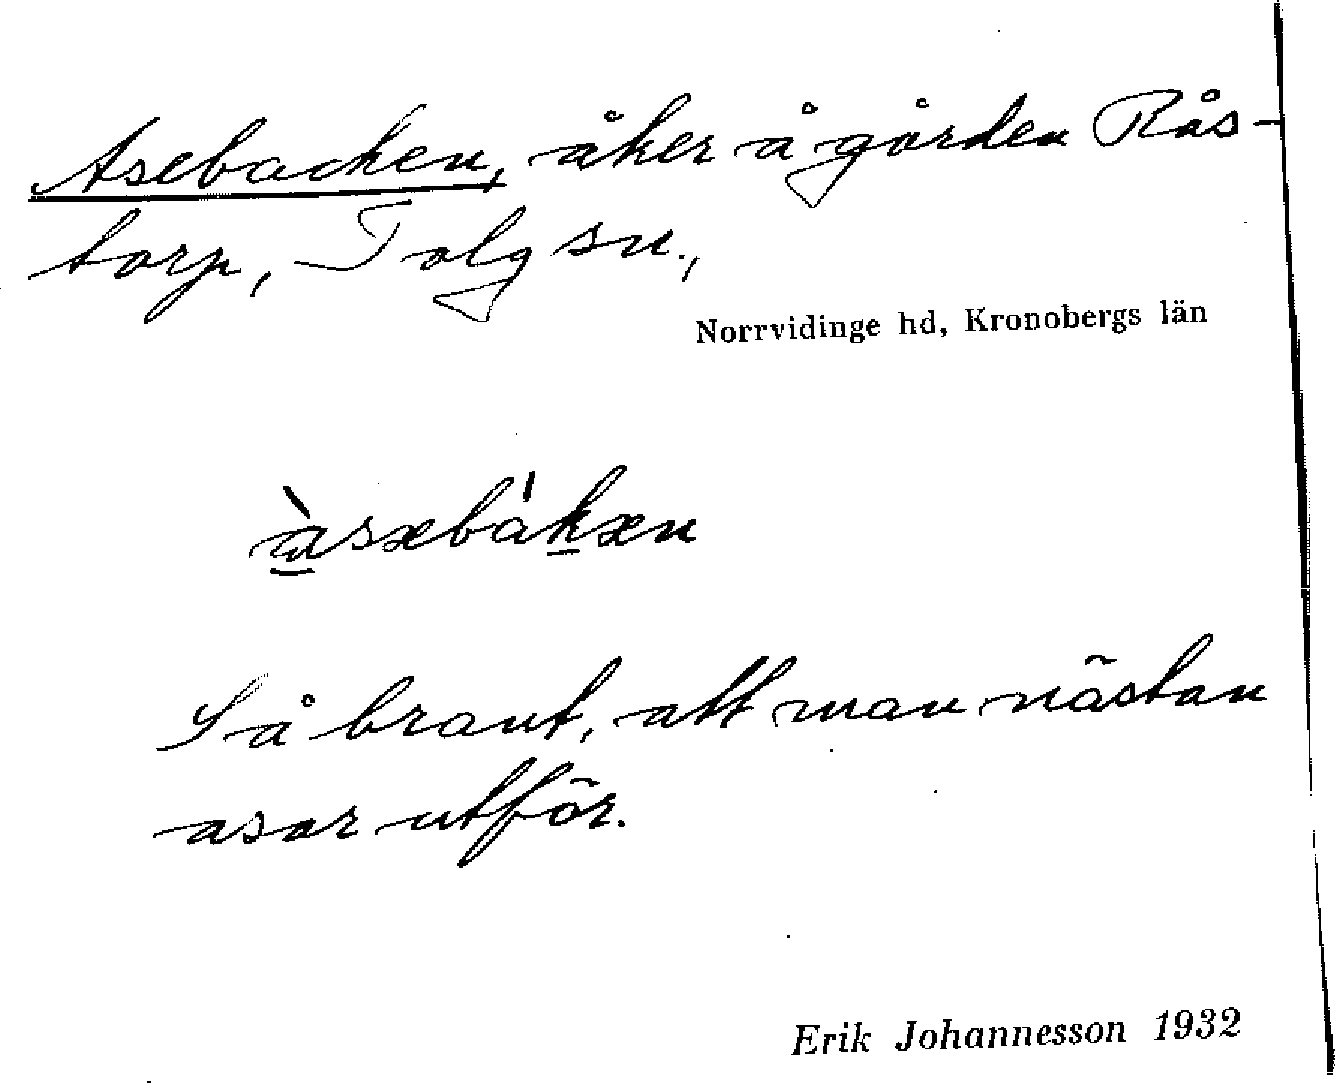 Asebacken, åker å gården Rås-
torp, Tolg sn.,
Norrvidinge hd, Kronobergs län
àsəbákən
Så brant, att man nästan
asar utför.
Erik Johannesson 1932